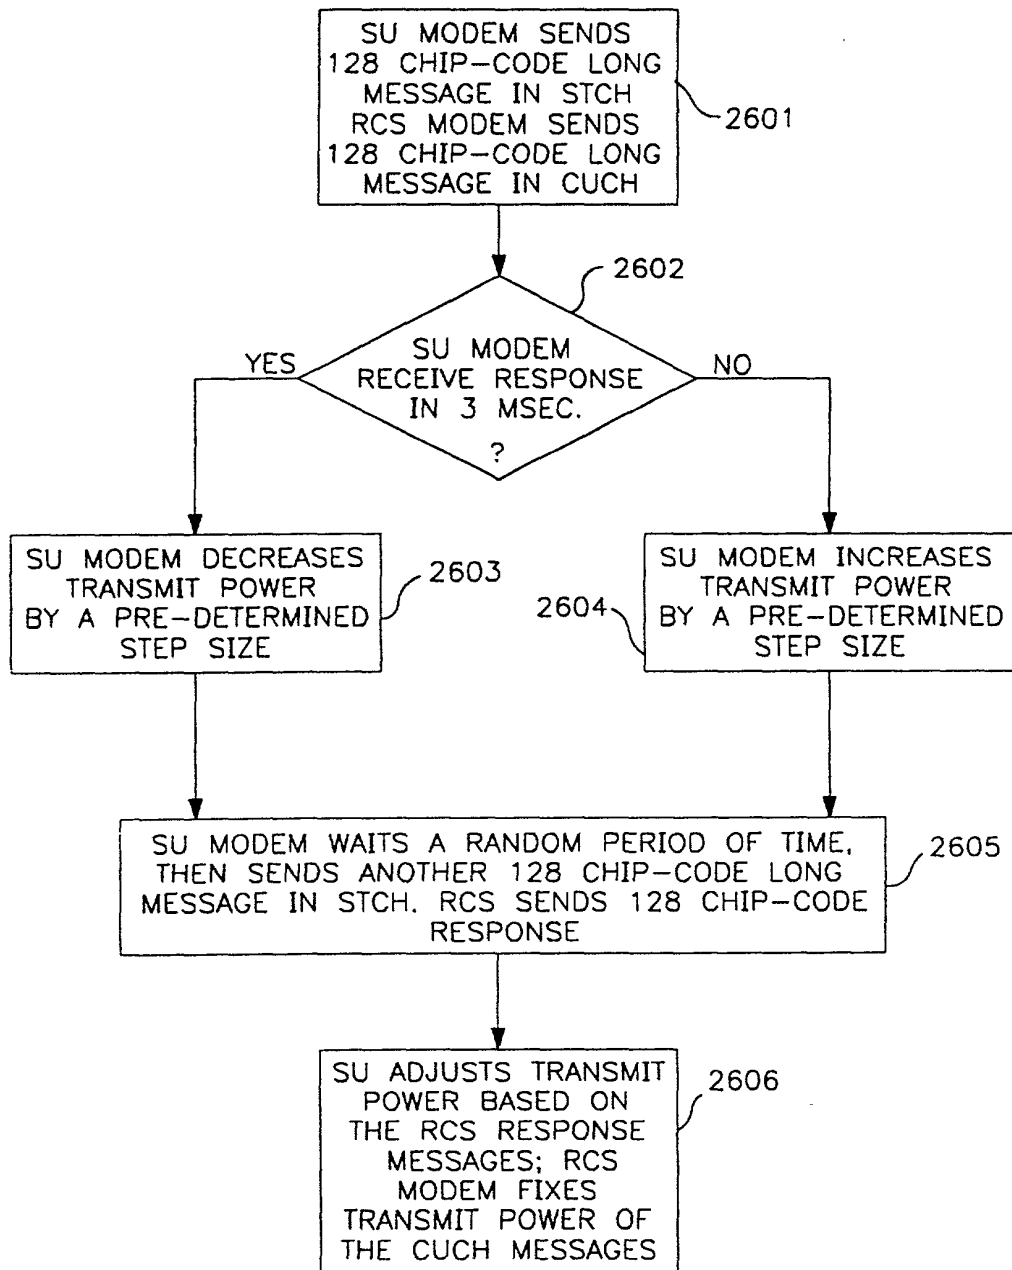 SU MODEM SENDS
128 CHIP-CODE LONG
MESSAGE IN STCH
RCS MODEM SENDS
128 CHIP-CODE LONG
MESSAGE IN CUCH
2601
2602
SU MODEM
RECEIVE RESPONSE
IN 3 MSEC.
?
YES
NO
SU MODEM DECREASES
TRANSMIT POWER
BY A PRE-DETERMINED
STEP SIZE
2603
SU MODEM INCREASES
TRANSMIT POWER
BY A PRE-DETERMINED
STEP SIZE
2604
SU MODEM WAITS A RANDOM PERIOD OF TIME,
THEN SENDS ANOTHER 128 CHIP-CODE LONG
MESSAGE IN STCH. RCS SENDS 128 CHIP-CODE
RESPONSE
2605
SU ADJUSTS TRANSMIT
POWER BASED ON
THE RCS RESPONSE
MESSAGES; RCS
MODEM FIXES
TRANSMIT POWER OF
THE CUCH MESSAGES
2606